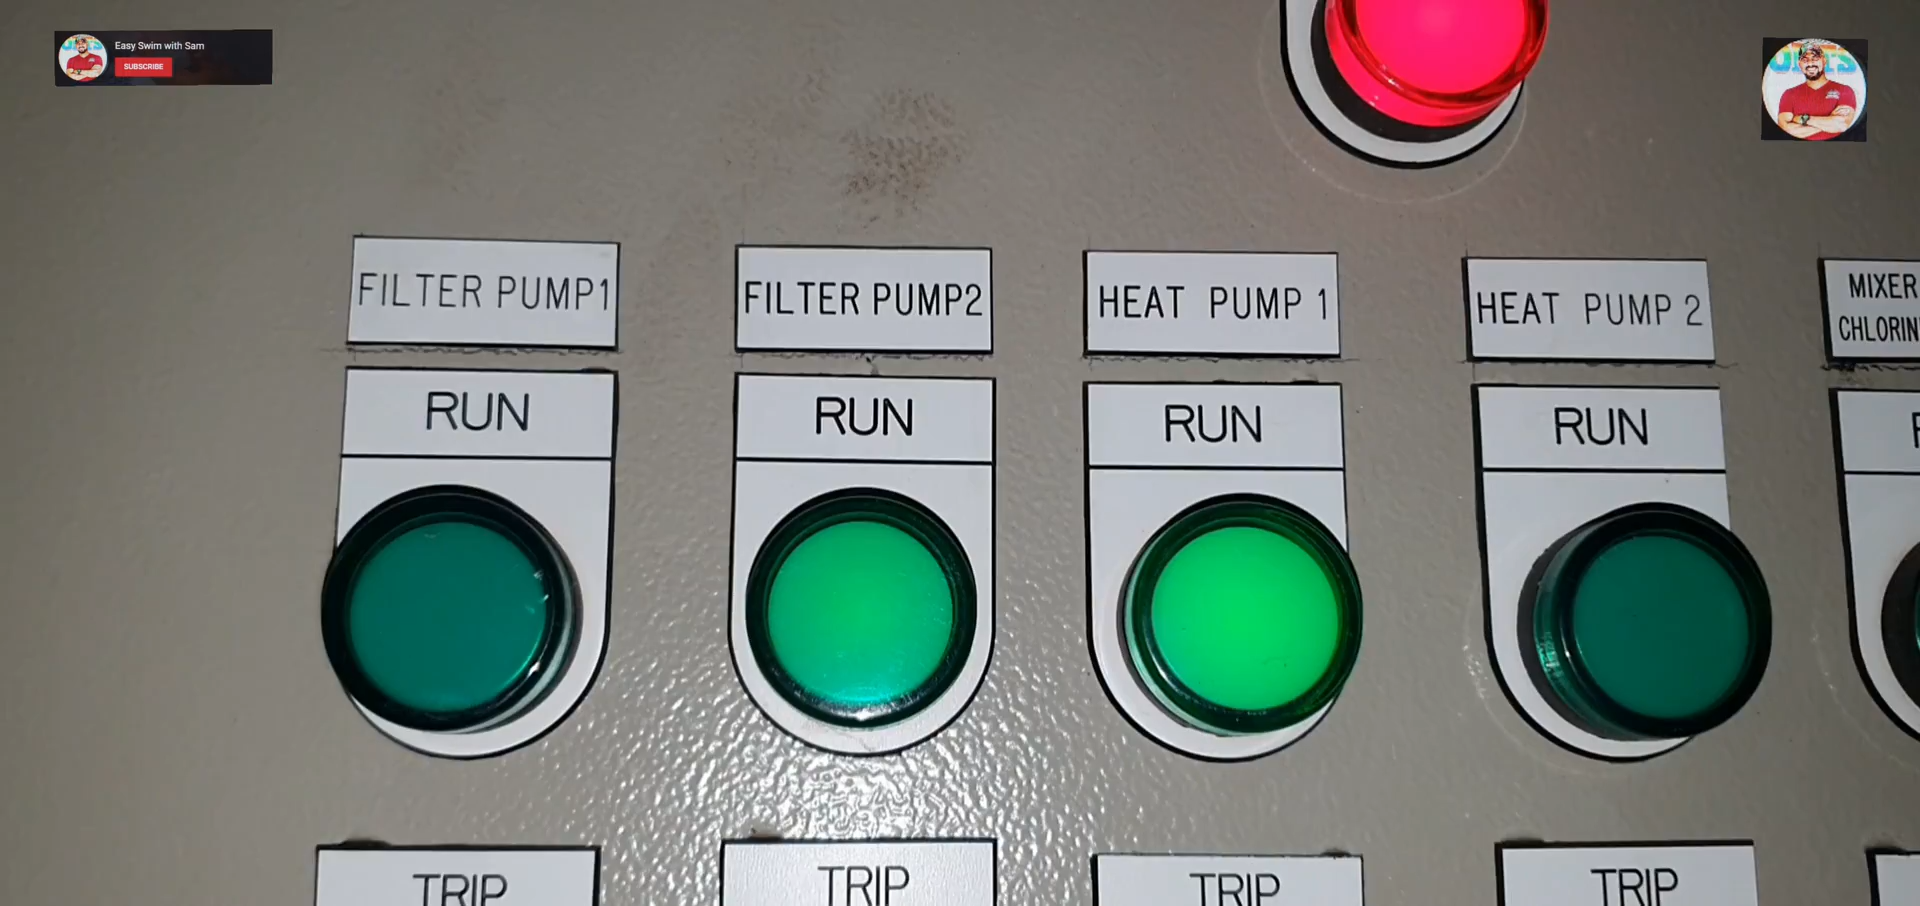 Easy Swim with Sam
SUBSCRIBE
FILTER PUMP1
FILTER PUMP2
HEAT PUMP 1
HEAT PUMP 2
MIXER
CHLORIN
RUN
RUN
RUN
RUN
TRIP
TRIP
TRIP
TRIP